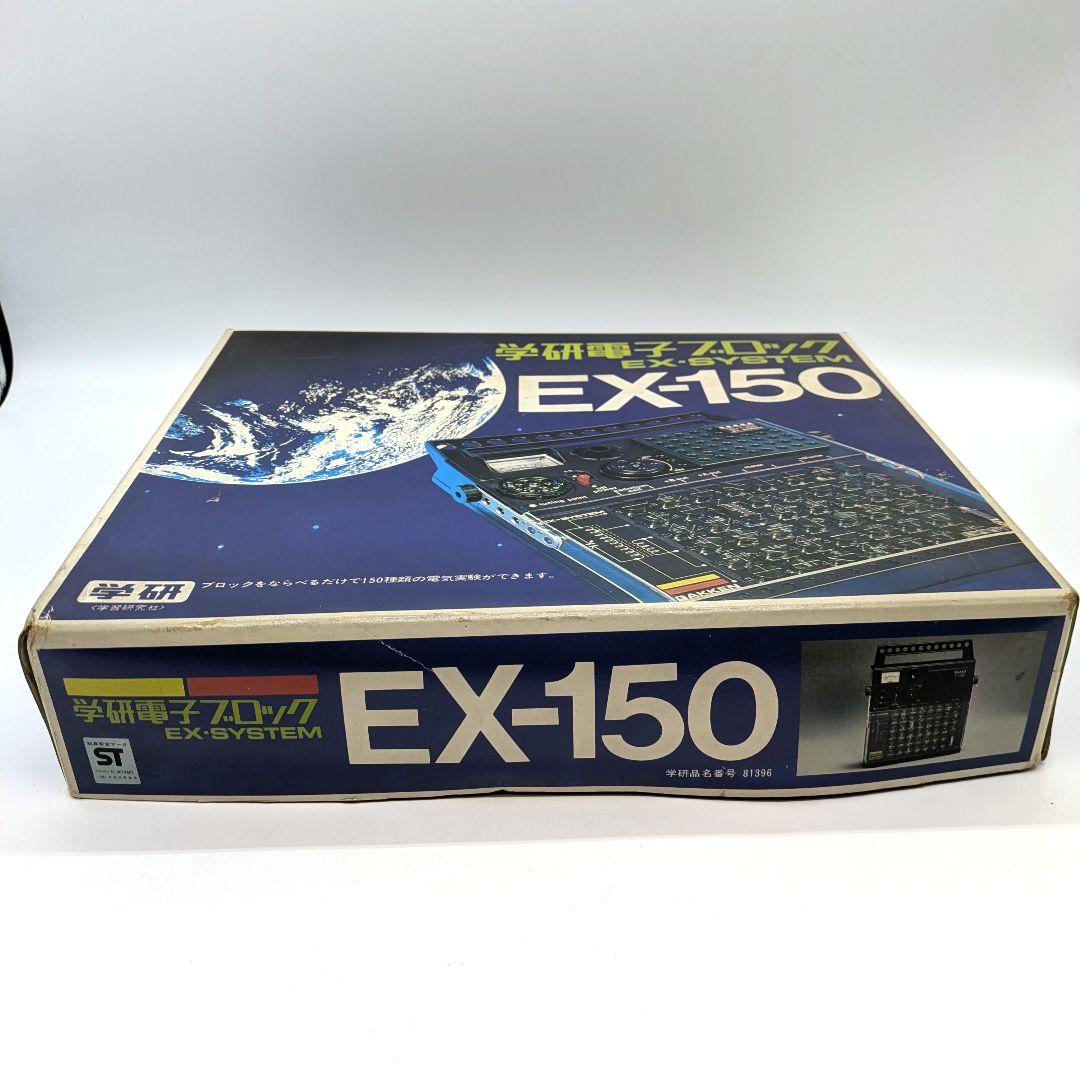 学研電子ブロック
EX·SYSTEM
EX-150
GAKKEN
学研
〈学習研究社〉
ブロックをならべるだけで150種類の電気実験ができます。
学研電子ブロック
EX·SYSTEM
ST
EX-150
学研品名番号 81396